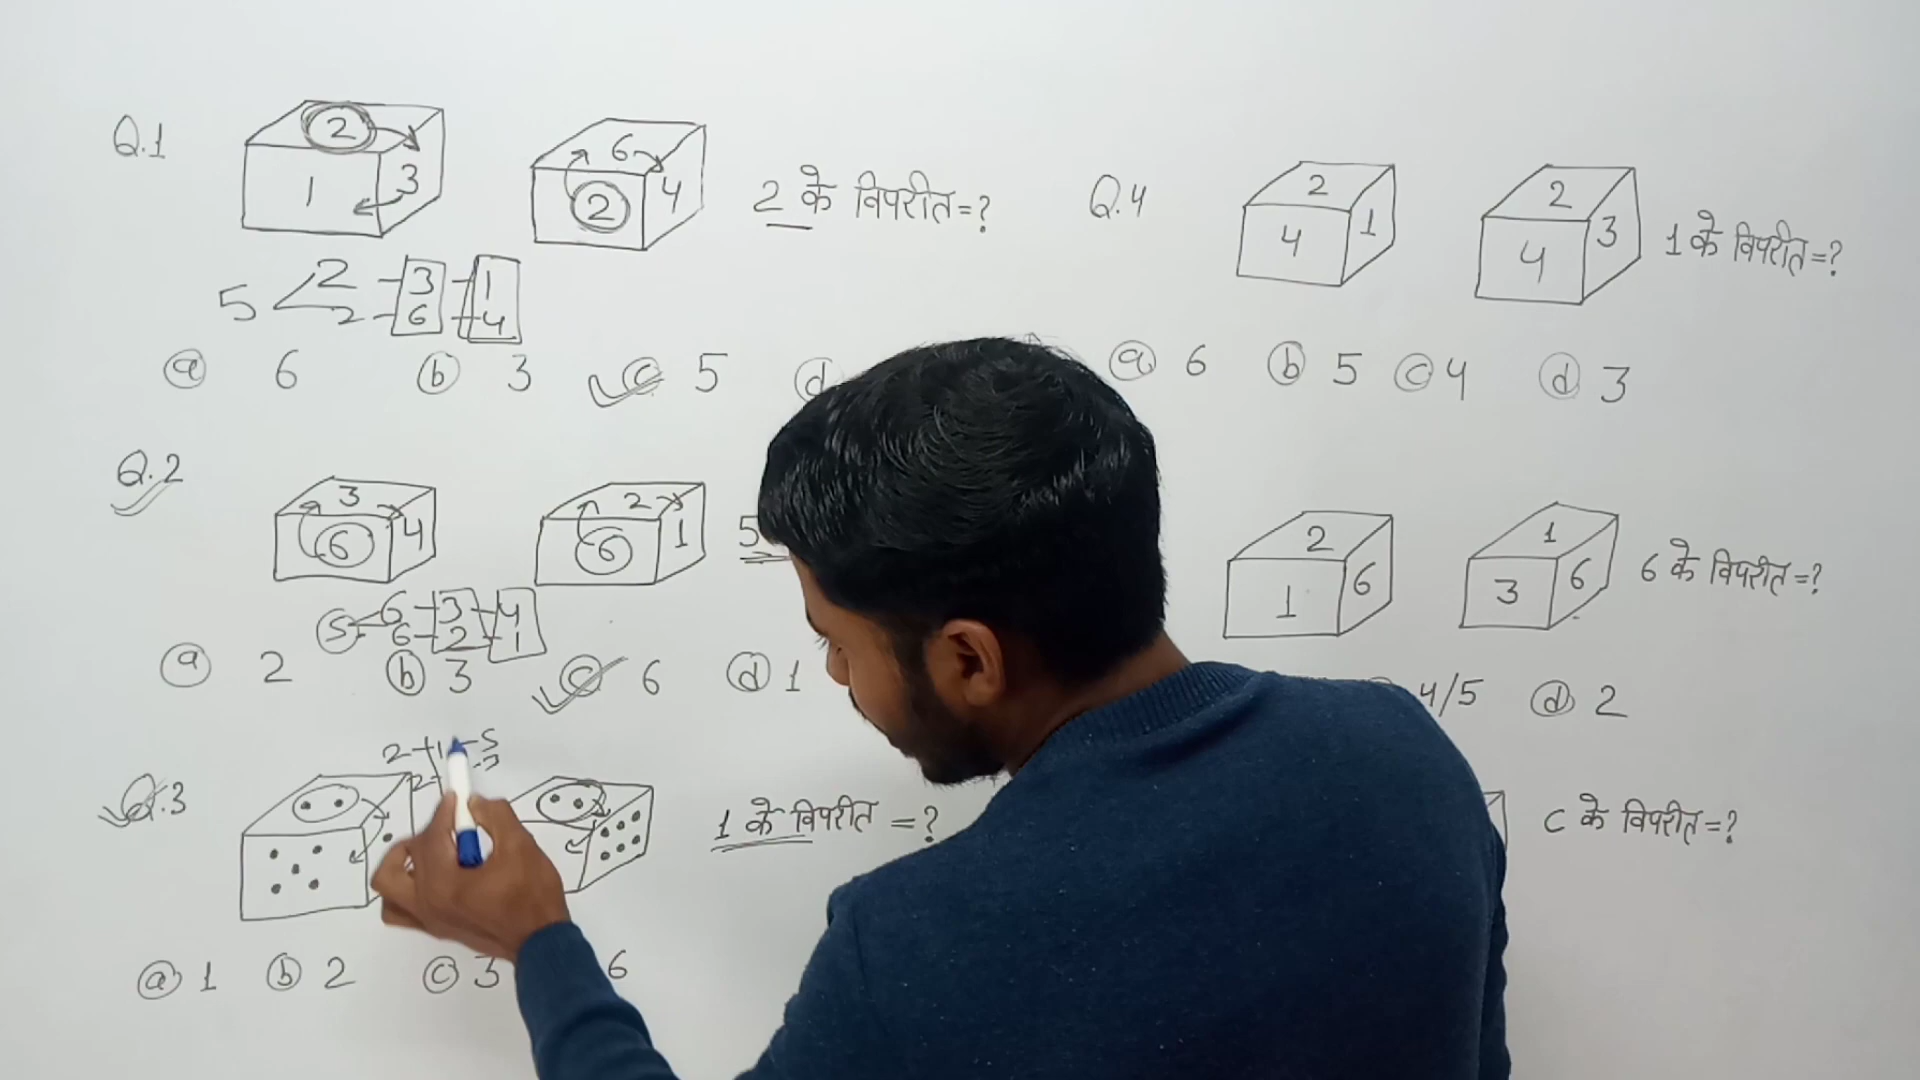 Q.1
2
1
3
6
2
4
2 के विपरीत=?
5 2 - 3 - 1
2 - 6 - 4
a 6 b 3 c 5 d
Q.2
3
6
4
2
6
1
5
5 6 - 3 - 4
6 - 2 - 1
a 2 b 3 c 6 d 1
2 - 1 - 5
2 -
Q.3
1 के विपरीत = ?
a 1 b 2 c 3 6
Q.4
2
4
1
2
4
3
1 के विपरीत=?
a 6 b 5 c 4 d 3
2
1
6
1
3
6
6 के विपरीत=?
4/5 d 2
C के विपरीत=?